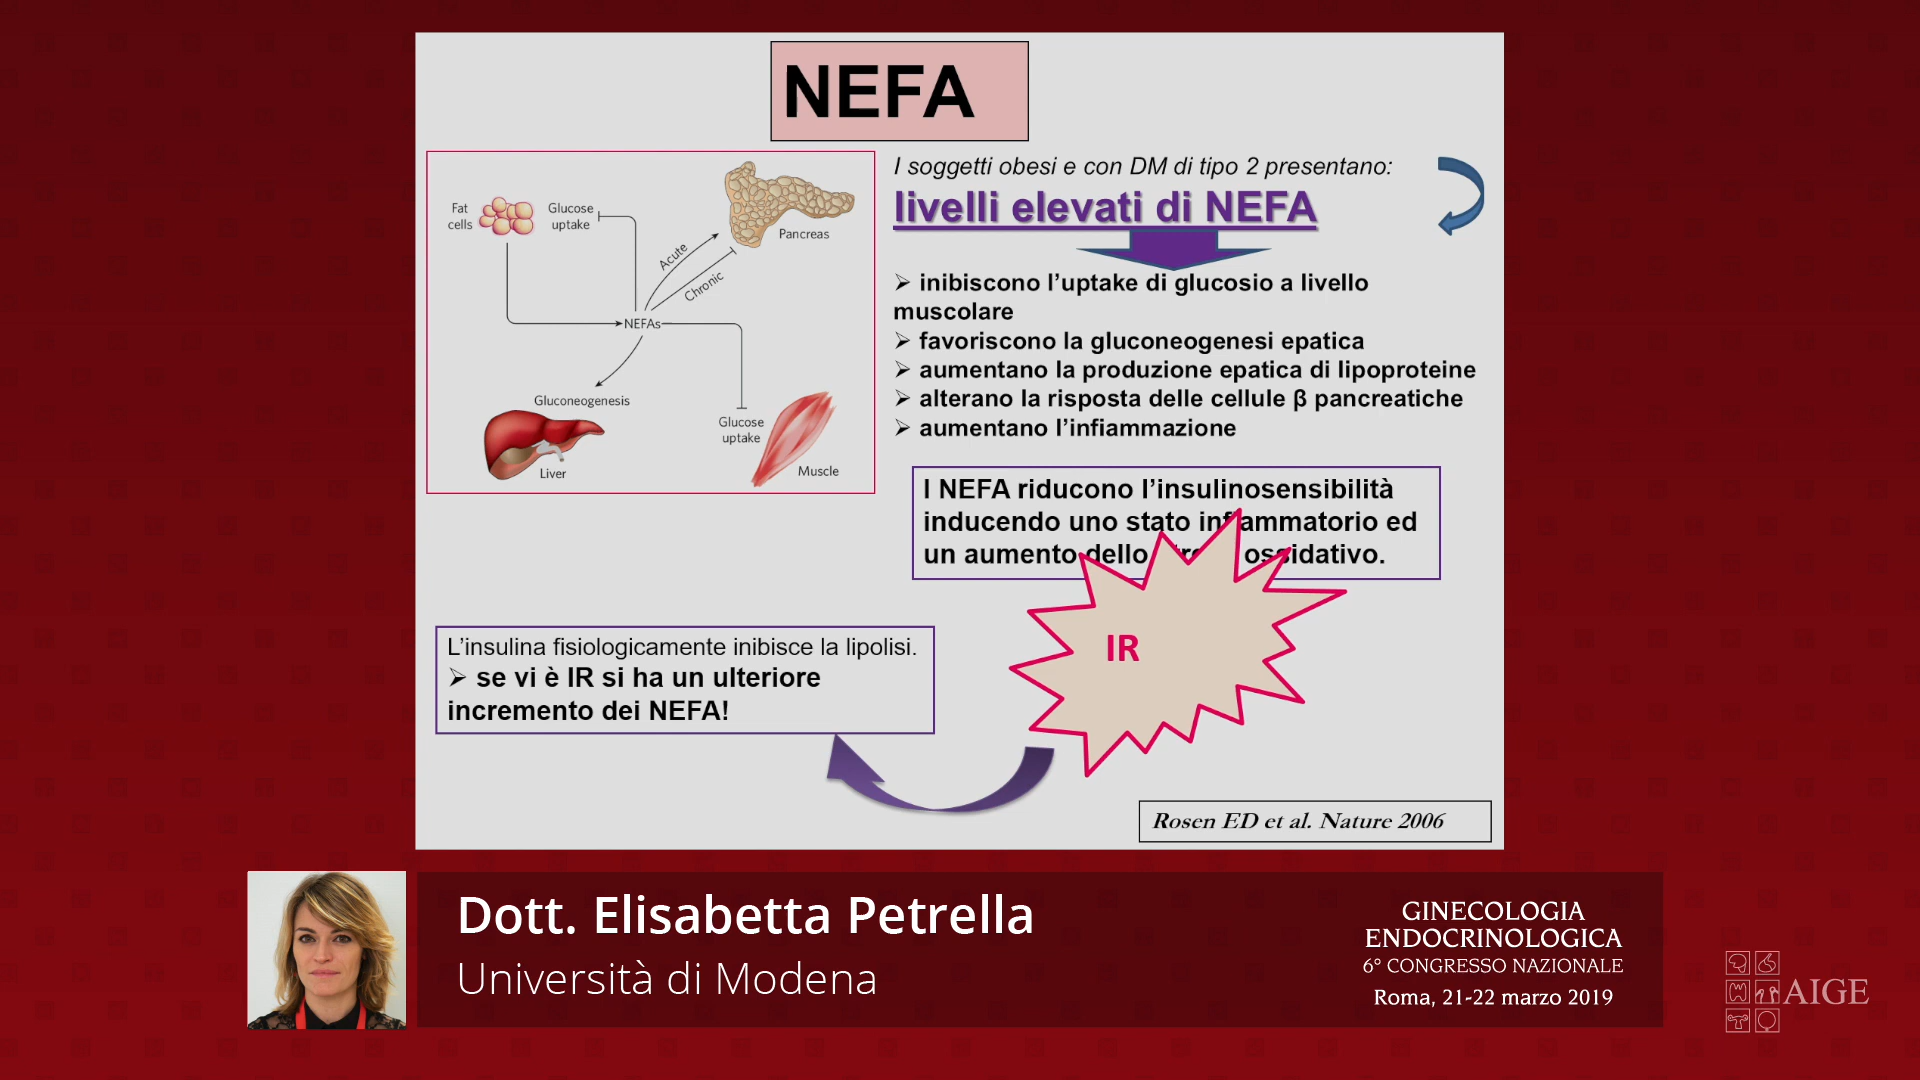 NEFA
Fat
cells
Glucose
uptake
Pancreas
Acute
Chronic
NEFAs
Gluconeogenesis
Liver
Glucose
uptake
Muscle
I soggetti obesi e con DM di tipo 2 presentano:
livelli elevati di NEFA
➢ inibiscono l’uptake di glucosio a livello
muscolare
➢ favoriscono la gluconeogenesi epatica
➢ aumentano la produzione epatica di lipoproteine
➢ alterano la risposta delle cellule β pancreatiche
➢ aumentano l’infiammazione
I NEFA riducono l’insulinosensibilità
inducendo uno stato infiammatorio ed
un aumento dello ossidativo.
IR
L’insulina fisiologicamente inibisce la lipolisi.
➢ se vi è IR si ha un ulteriore
incremento dei NEFA!
Rosen ED et al. Nature 2006
Dott. Elisabetta Petrella
Università di Modena
GINECOLOGIA
ENDOCRINOLOGICA
6° CONGRESSO NAZIONALE
Roma, 21-22 marzo 2019
AIGE